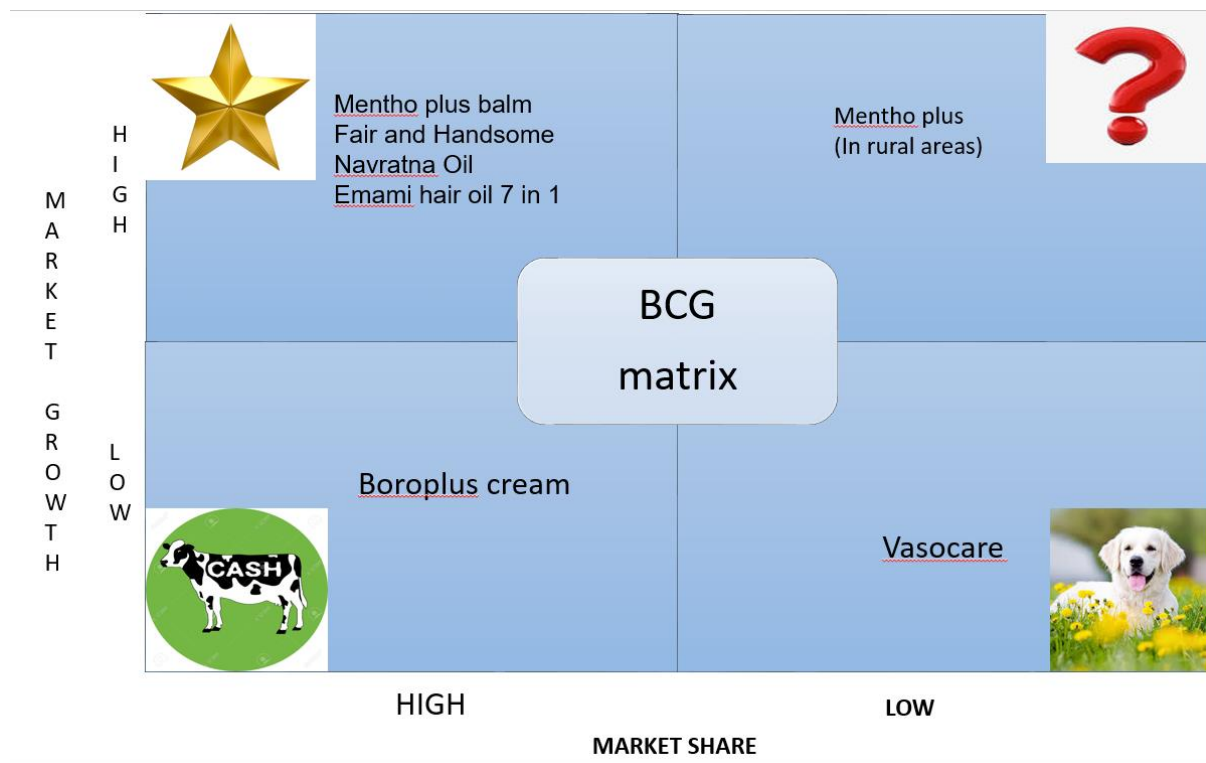 Mentho plus balm
Fair and Handsome
Navratna Oil
Emami hair oil 7 in 1
Mentho plus
(In rural areas)
HIGH
MARKET GROWTH
BCG
matrix
LOW
Boroplus cream
CASH
Vasocare
HIGH
LOW
MARKET SHARE